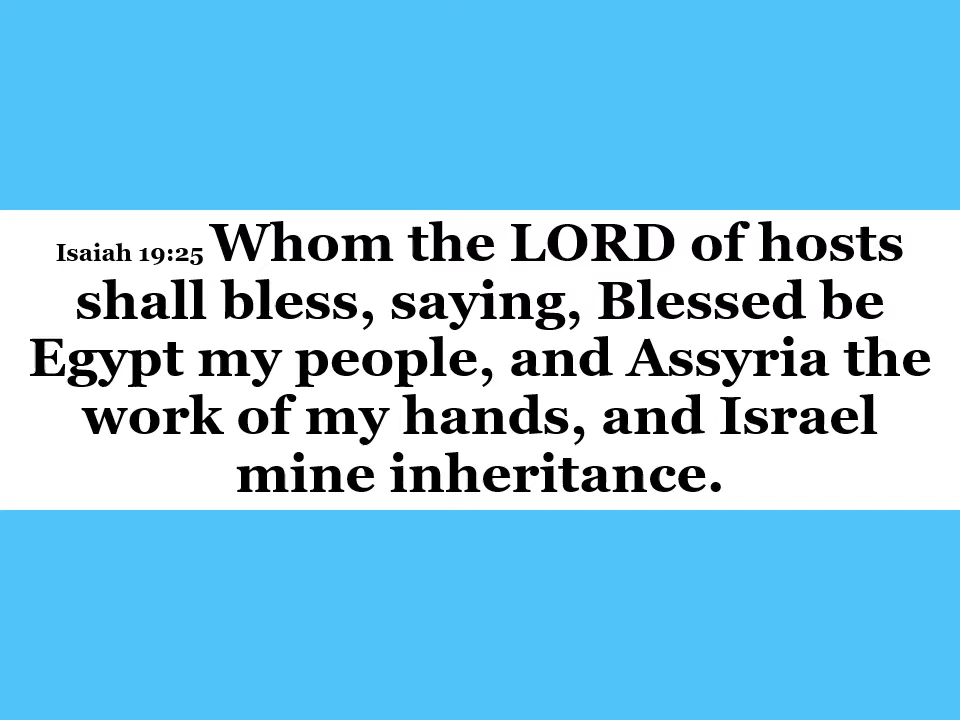 Isaiah 19:25 Whom the LORD of hosts
shall bless, saying, Blessed be
Egypt my people, and Assyria the
work of my hands, and Israel
mine inheritance.